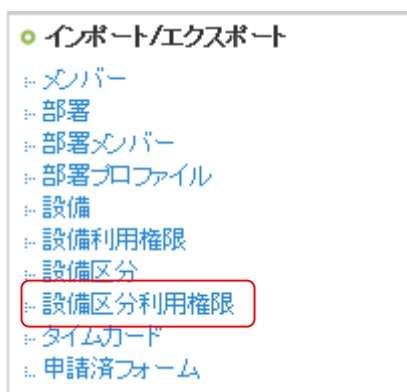 インポート/エクスポート
メンバー
部署
部署メンバー
部署プロファイル
設備
設備利用権限
設備区分
設備区分利用権限
タイムカード
申請済フォーム